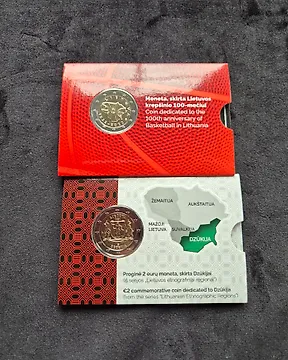 Moneta, skirta Lietuvos
krepšinio 100-mečiui
Coin dedicated to the
100th anniversary of
Basketball in Lithuania
ŽEMAITIJA
AUKŠTAITIJA
MAŽOJI
LIETUVA
SUVALKIJA
DZŪKIJA
Proginė 2 eurų moneta, skirta Dzūkijai
(iš serijos „Lietuvos etnografiniai regionai“)
€2 commemorative coin dedicated to Dzūkija
(from the series “Lithuanian Ethnographic Regions”)